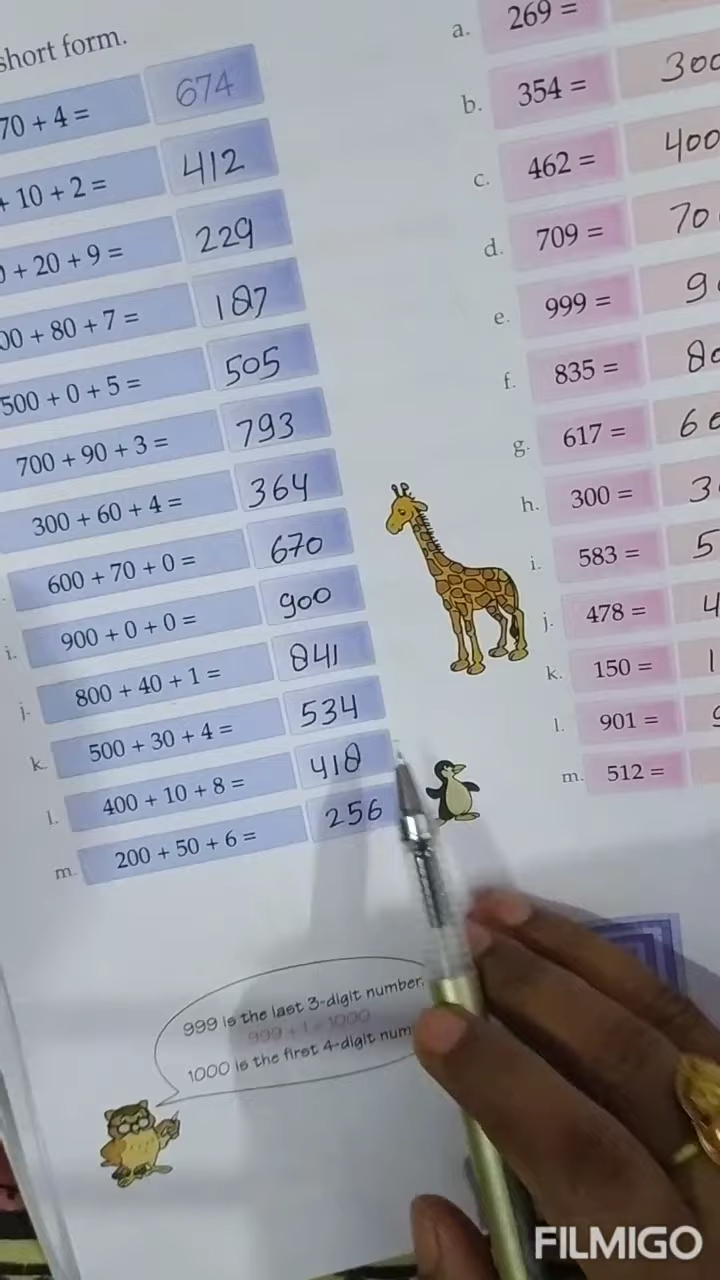 short form.
70 + 4 = 674
+ 10 + 2 = 412
+ 20 + 9 = 229
00 + 80 + 7 = 187
500 + 0 + 5 = 505
700 + 90 + 3 = 793
300 + 60 + 4 = 364
600 + 70 + 0 = 670
i. 900 + 0 + 0 = 900
j. 800 + 40 + 1 = 841
k. 500 + 30 + 4 = 534
l. 400 + 10 + 8 = 418
m. 200 + 50 + 6 = 256
a. 269 =
b. 354 = 300
c. 462 = 400
d. 709 = 70
e. 999 = 9
f. 835 = 80
g. 617 = 60
h. 300 = 3
i. 583 = 5
j. 478 = 4
k. 150 = 1
l. 901 = 9
m. 512 =
999 is the last 3-digit number.
999 + 1 = 1000
1000 is the first 4-digit num
FILMIGO